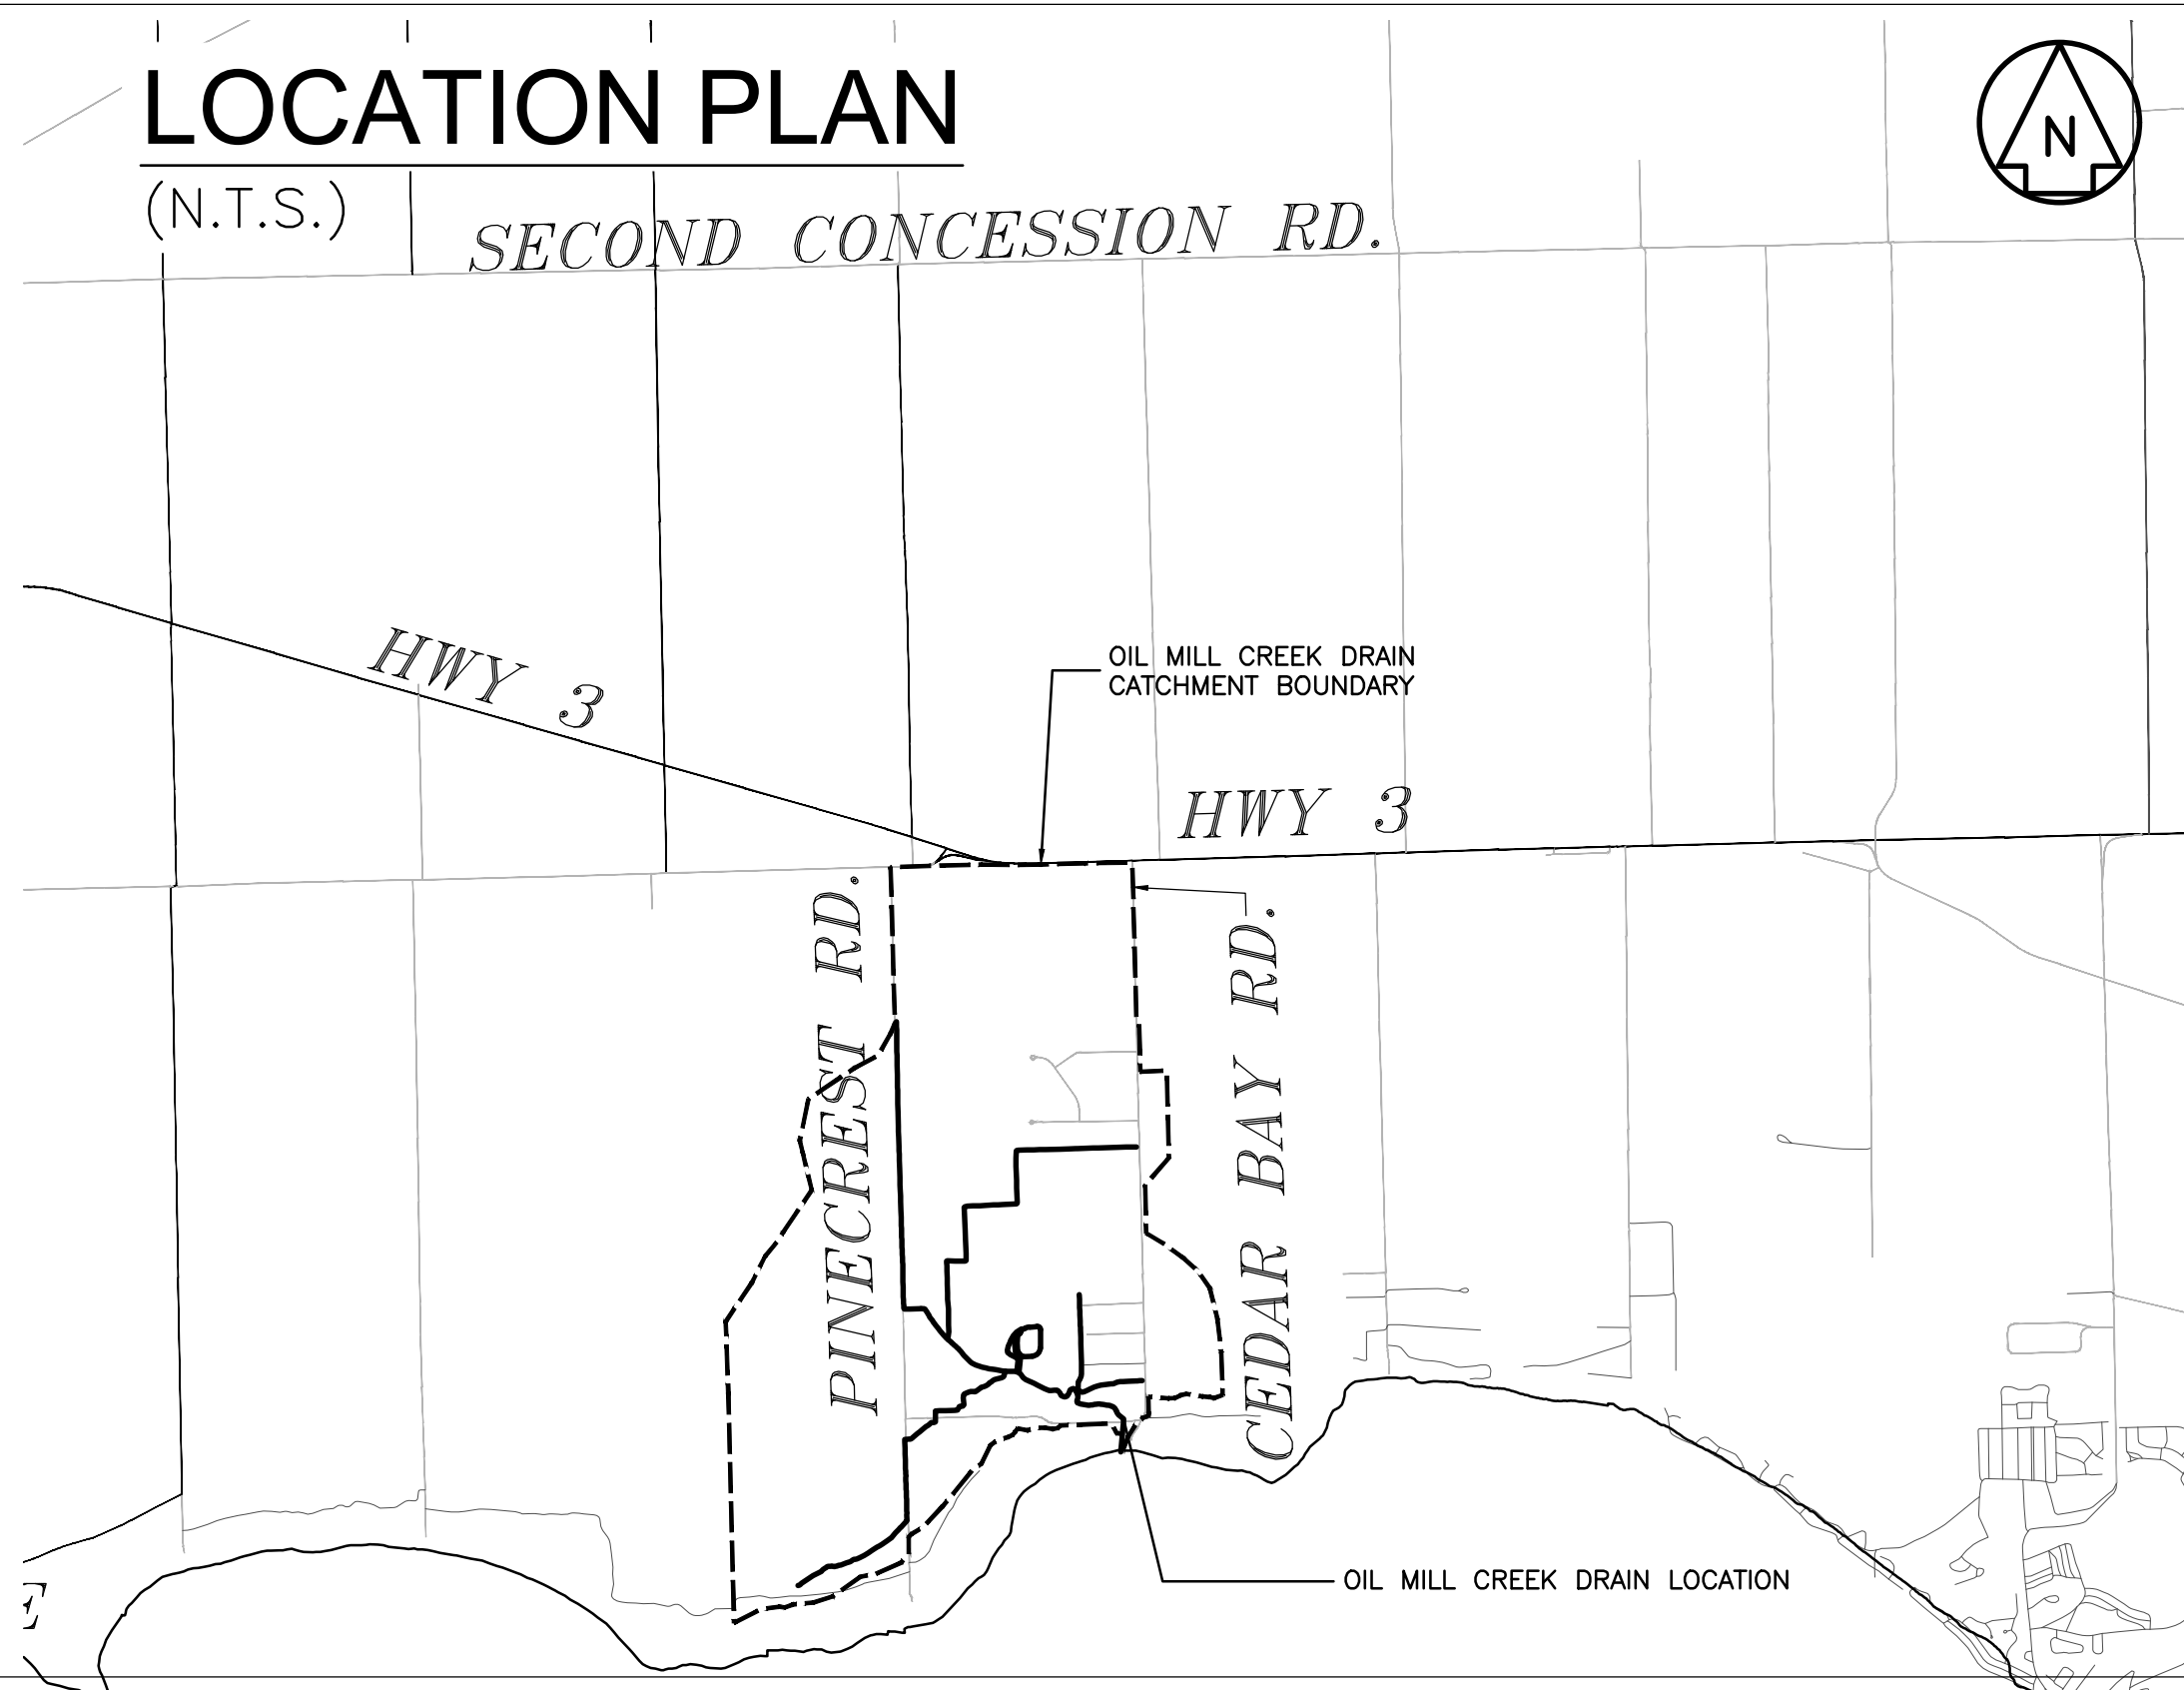 LOCATION PLAN
(N.T.S.)
N
SECOND CONCESSION RD.
HWY 3
OIL MILL CREEK DRAIN
CATCHMENT BOUNDARY
HWY 3
PINECREST RD.
CEDAR BAY RD.
OIL MILL CREEK DRAIN LOCATION
E